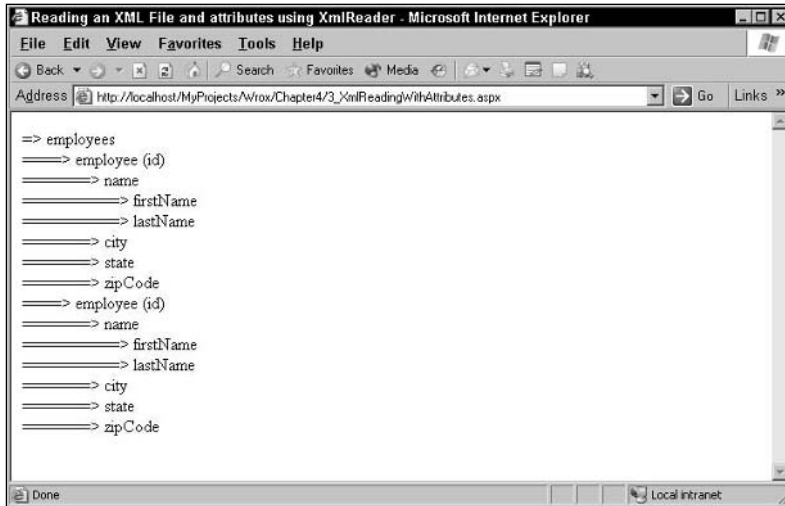 Reading an XML File and attributes using XmlReader - Microsoft Internet Explorer
File Edit View Favorites Tools Help
Back Search Favorites Media
Address http://localhost/MyProjects/Wrox/Chapter4/3_XmlReadingWithAttributes.aspx Go Links »
=> employees
=====> employee (id)
=========> name
=============> firstName
=============> lastName
=========> city
=========> state
=========> zipCode
=====> employee (id)
=========> name
=============> firstName
=============> lastName
=========> city
=========> state
=========> zipCode
Done Local intranet